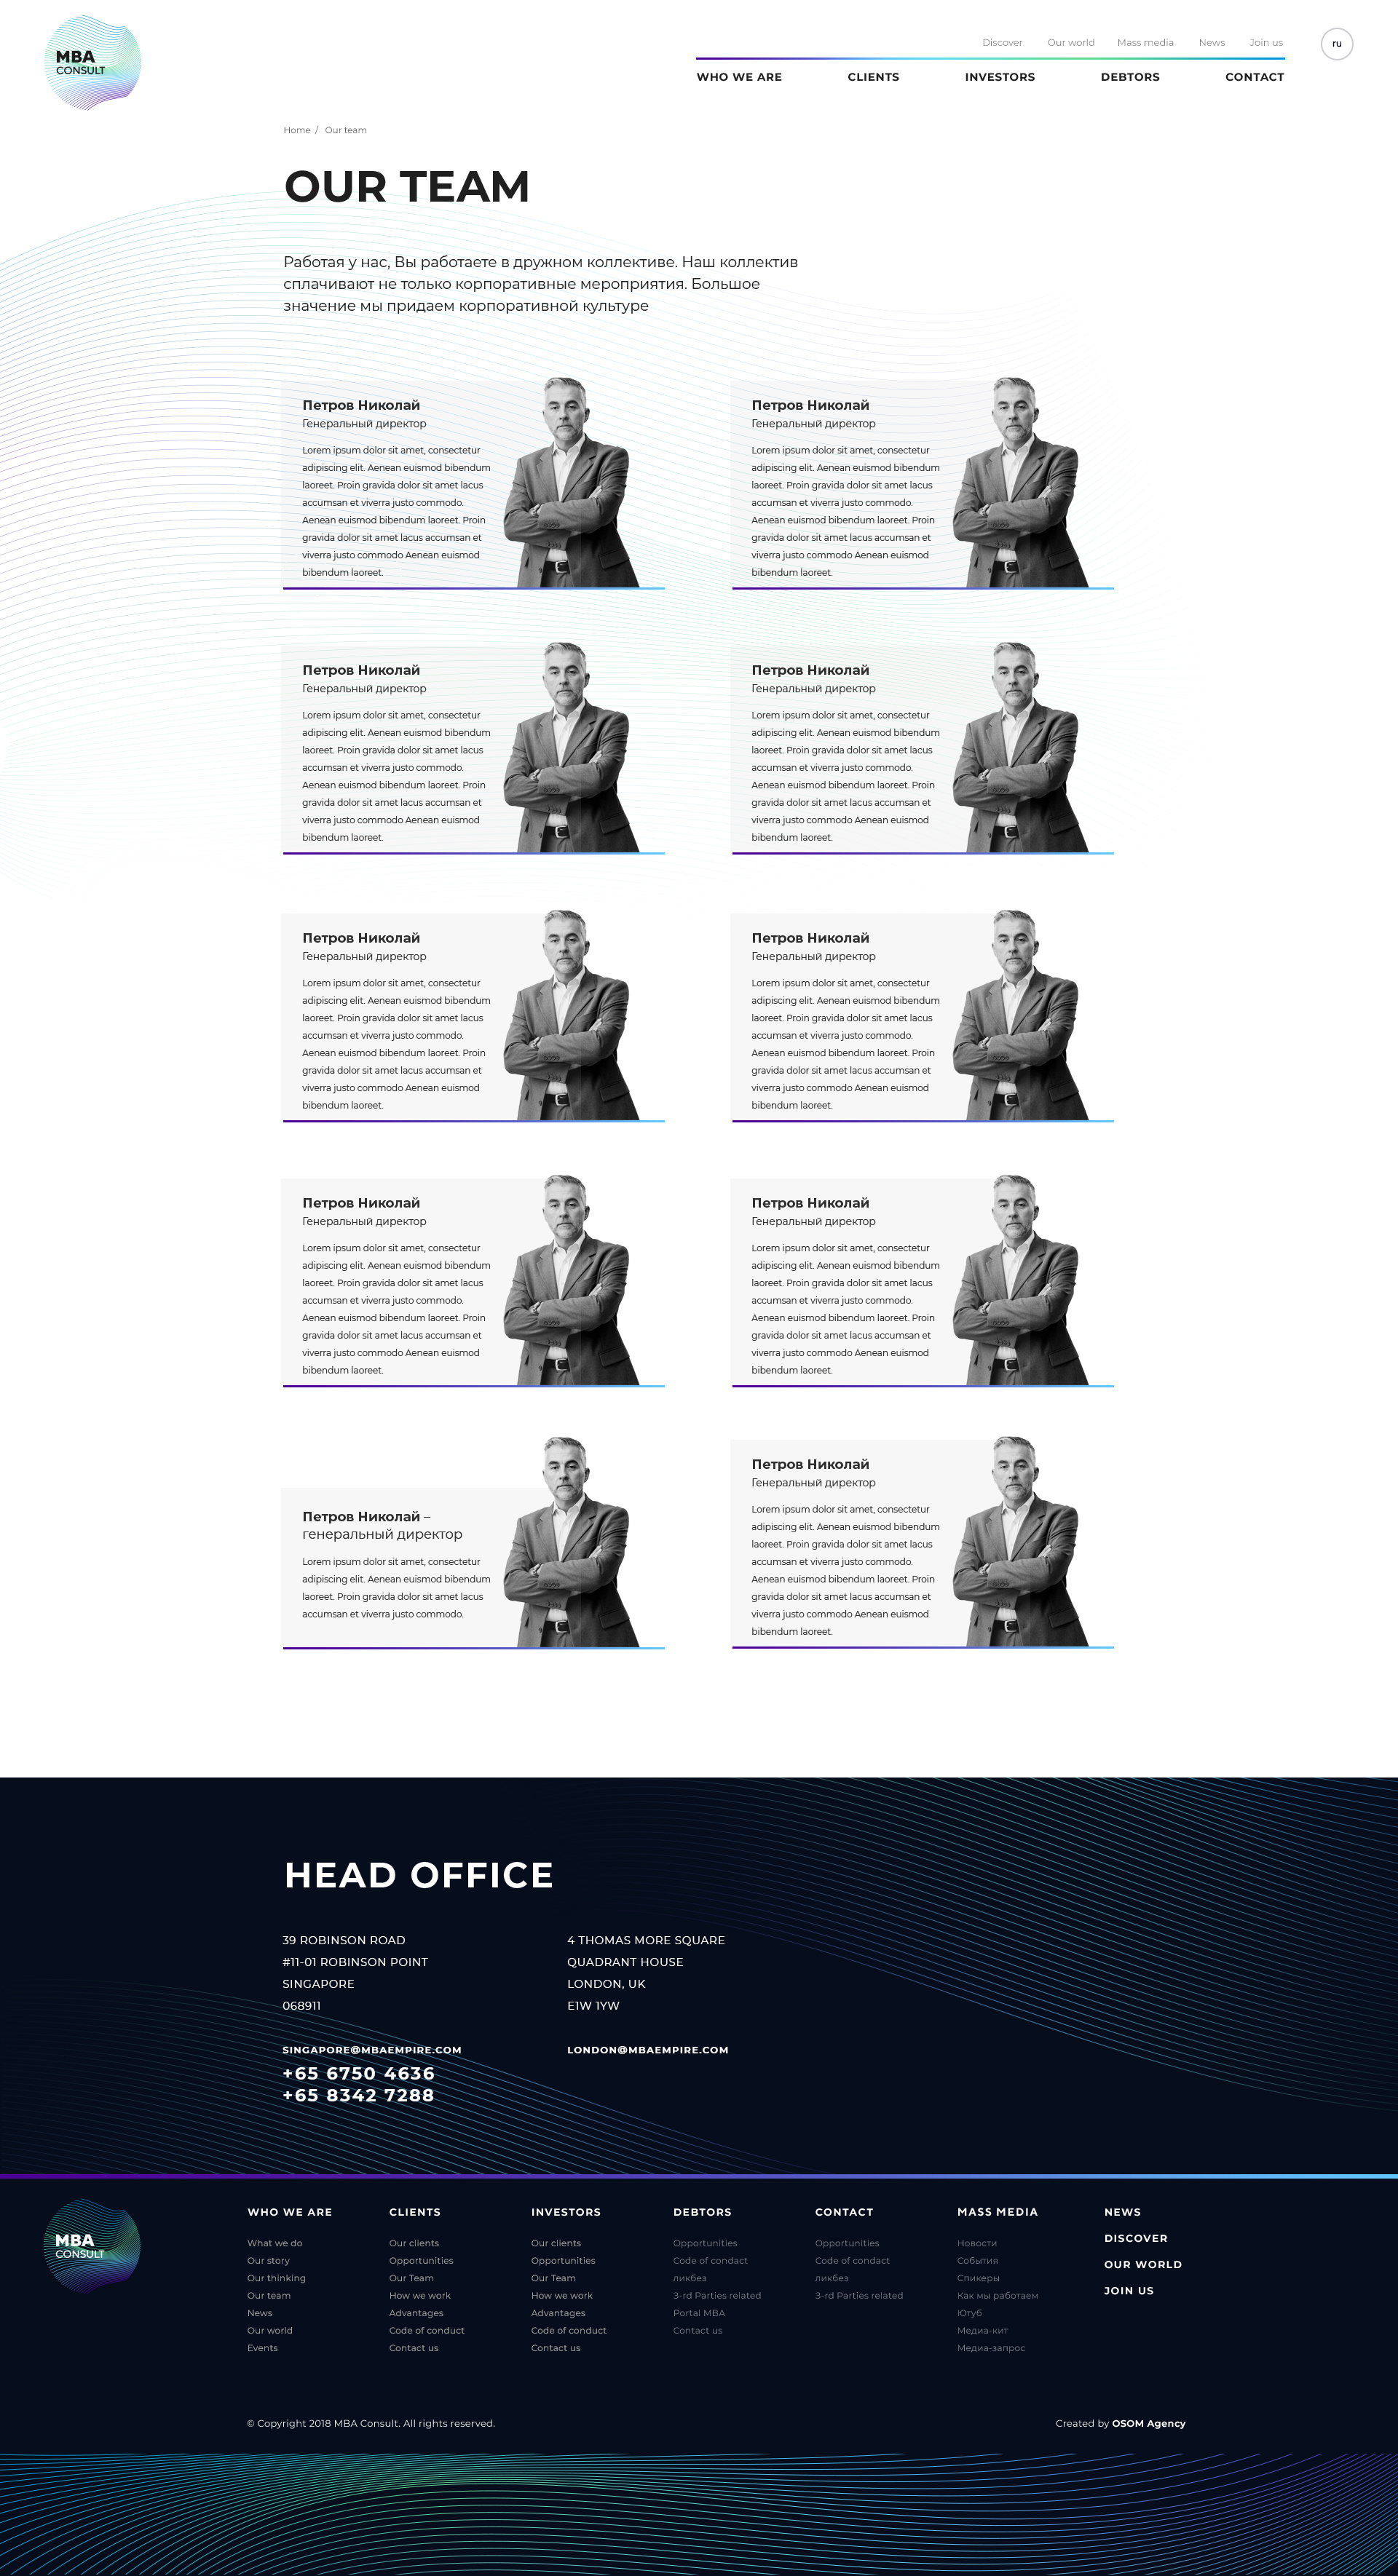 MBA
CONSULT
Discover Our world Mass media News Join us
ru
WHO WE ARE CLIENTS INVESTORS DEBTORS CONTACT
Home / Our team
OUR TEAM
Работая у нас, Вы работаете в дружном коллективе. Наш коллектив
сплачивают не только корпоративные мероприятия. Большое
значение мы придаем корпоративной культуре
Петров Николай
Генеральный директор
Lorem ipsum dolor sit amet, consectetur
adipiscing elit. Aenean euismod bibendum
laoreet. Proin gravida dolor sit amet lacus
accumsan et viverra justo commodo.
Aenean euismod bibendum laoreet. Proin
gravida dolor sit amet lacus accumsan et
viverra justo commodo Aenean euismod
bibendum laoreet.
Петров Николай
Генеральный директор
Lorem ipsum dolor sit amet, consectetur
adipiscing elit. Aenean euismod bibendum
laoreet. Proin gravida dolor sit amet lacus
accumsan et viverra justo commodo.
Aenean euismod bibendum laoreet. Proin
gravida dolor sit amet lacus accumsan et
viverra justo commodo Aenean euismod
bibendum laoreet.
Петров Николай
Генеральный директор
Lorem ipsum dolor sit amet, consectetur
adipiscing elit. Aenean euismod bibendum
laoreet. Proin gravida dolor sit amet lacus
accumsan et viverra justo commodo.
Aenean euismod bibendum laoreet. Proin
gravida dolor sit amet lacus accumsan et
viverra justo commodo Aenean euismod
bibendum laoreet.
Петров Николай
Генеральный директор
Lorem ipsum dolor sit amet, consectetur
adipiscing elit. Aenean euismod bibendum
laoreet. Proin gravida dolor sit amet lacus
accumsan et viverra justo commodo.
Aenean euismod bibendum laoreet. Proin
gravida dolor sit amet lacus accumsan et
viverra justo commodo Aenean euismod
bibendum laoreet.
Петров Николай
Генеральный директор
Lorem ipsum dolor sit amet, consectetur
adipiscing elit. Aenean euismod bibendum
laoreet. Proin gravida dolor sit amet lacus
accumsan et viverra justo commodo.
Aenean euismod bibendum laoreet. Proin
gravida dolor sit amet lacus accumsan et
viverra justo commodo Aenean euismod
bibendum laoreet.
Петров Николай
Генеральный директор
Lorem ipsum dolor sit amet, consectetur
adipiscing elit. Aenean euismod bibendum
laoreet. Proin gravida dolor sit amet lacus
accumsan et viverra justo commodo.
Aenean euismod bibendum laoreet. Proin
gravida dolor sit amet lacus accumsan et
viverra justo commodo Aenean euismod
bibendum laoreet.
Петров Николай
Генеральный директор
Lorem ipsum dolor sit amet, consectetur
adipiscing elit. Aenean euismod bibendum
laoreet. Proin gravida dolor sit amet lacus
accumsan et viverra justo commodo.
Aenean euismod bibendum laoreet. Proin
gravida dolor sit amet lacus accumsan et
viverra justo commodo Aenean euismod
bibendum laoreet.
Петров Николай
Генеральный директор
Lorem ipsum dolor sit amet, consectetur
adipiscing elit. Aenean euismod bibendum
laoreet. Proin gravida dolor sit amet lacus
accumsan et viverra justo commodo.
Aenean euismod bibendum laoreet. Proin
gravida dolor sit amet lacus accumsan et
viverra justo commodo Aenean euismod
bibendum laoreet.
Петров Николай –
генеральный директор
Lorem ipsum dolor sit amet, consectetur
adipiscing elit. Aenean euismod bibendum
laoreet. Proin gravida dolor sit amet lacus
accumsan et viverra justo commodo.
Петров Николай
Генеральный директор
Lorem ipsum dolor sit amet, consectetur
adipiscing elit. Aenean euismod bibendum
laoreet. Proin gravida dolor sit amet lacus
accumsan et viverra justo commodo.
Aenean euismod bibendum laoreet. Proin
gravida dolor sit amet lacus accumsan et
viverra justo commodo Aenean euismod
bibendum laoreet.
HEAD OFFICE
39 ROBINSON ROAD
#11-01 ROBINSON POINT
SINGAPORE
068911
SINGAPORE@MBAEMPIRE.COM
+65 6750 4636
+65 8342 7288
4 THOMAS MORE SQUARE
QUADRANT HOUSE
LONDON, UK
E1W 1YW
LONDON@MBAEMPIRE.COM
MBA
CONSULT
WHO WE ARE
What we do
Our story
Our thinking
Our team
News
Our world
Events
CLIENTS
Our clients
Opportunities
Our Team
How we work
Advantages
Code of conduct
Contact us
INVESTORS
Our clients
Opportunities
Our Team
How we work
Advantages
Code of conduct
Contact us
DEBTORS
Opportunities
Code of condact
ликбез
3-rd Parties related
Portal MBA
Contact us
CONTACT
Opportunities
Code of condact
ликбез
3-rd Parties related
MASS MEDIA
Новости
События
Спикеры
Как мы работаем
Ютуб
Медиа-кит
Медиа-запрос
NEWS
DISCOVER
OUR WORLD
JOIN US
© Copyright 2018 MBA Consult. All rights reserved.
Created by OSOM Agency